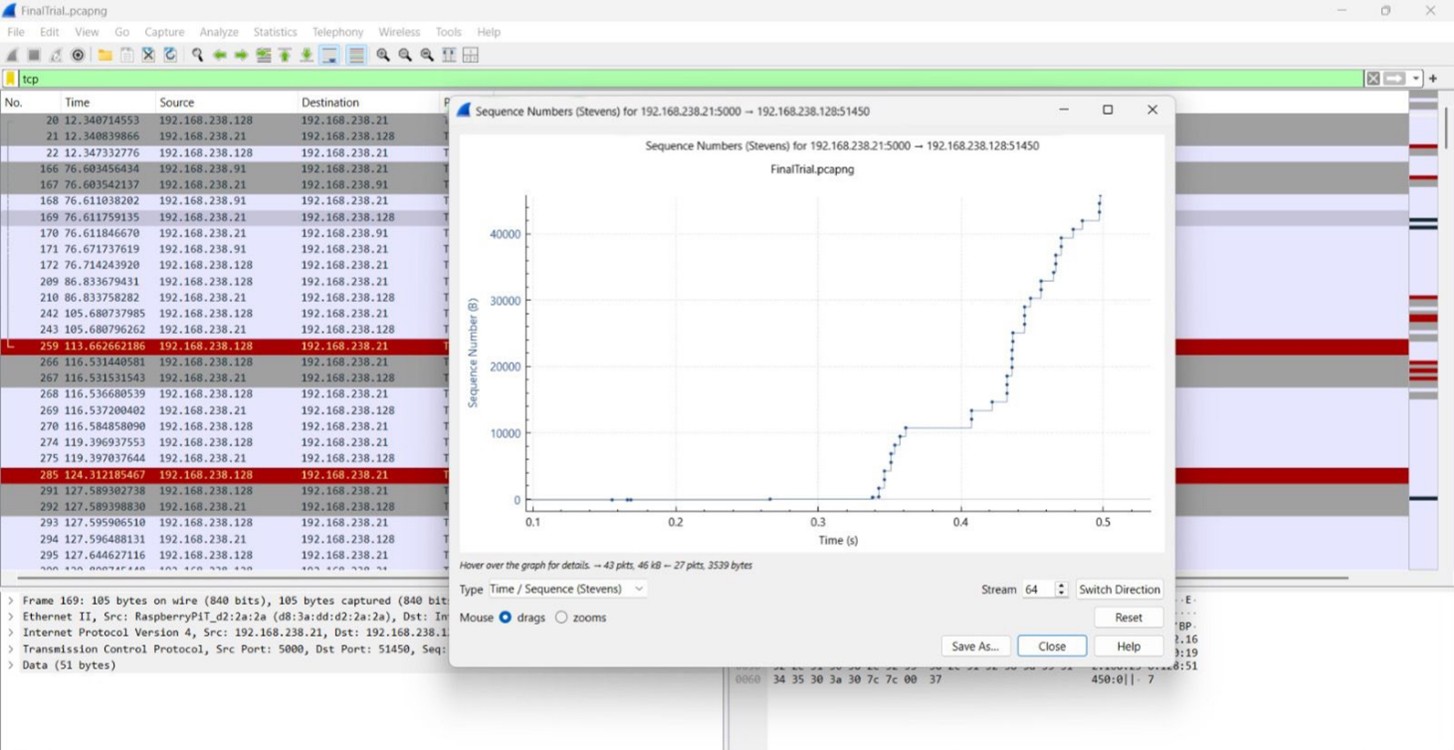 FinalTrial.pcapng
File Edit View Go Capture Analyze Statistics Telephony Wireless Tools Help
tcp
No. Time Source Destination
20 12.340714553 192.168.238.128 192.168.238.21
21 12.340839866 192.168.238.21 192.168.238.128
22 12.347332776 192.168.238.128 192.168.238.21
166 76.603456434 192.168.238.91 192.168.238.21
167 76.603542137 192.168.238.21 192.168.238.91
168 76.611038202 192.168.238.91 192.168.238.21
169 76.611759135 192.168.238.21 192.168.238.128
170 76.611846670 192.168.238.21 192.168.238.91
171 76.671737619 192.168.238.91 192.168.238.21
172 76.714243920 192.168.238.128 192.168.238.21
209 86.833679431 192.168.238.128 192.168.238.21
210 86.833758282 192.168.238.21 192.168.238.128
242 105.680737985 192.168.238.128 192.168.238.21
243 105.680796262 192.168.238.21 192.168.238.128
259 113.662662186 192.168.238.128 192.168.238.21
266 116.531440581 192.168.238.128 192.168.238.21
267 116.531531543 192.168.238.21 192.168.238.128
268 116.536680539 192.168.238.128 192.168.238.21
269 116.537200402 192.168.238.21 192.168.238.128
270 116.584858090 192.168.238.128 192.168.238.21
274 119.396937553 192.168.238.128 192.168.238.21
275 119.397037644 192.168.238.21 192.168.238.128
285 124.312185467 192.168.238.128 192.168.238.21
291 127.589302738 192.168.238.128 192.168.238.21
292 127.589398830 192.168.238.21 192.168.238.128
293 127.595906510 192.168.238.128 192.168.238.21
294 127.596488131 192.168.238.21 192.168.238.128
295 127.644627116 192.168.238.128 192.168.238.21
Sequence Numbers (Stevens) for 192.168.238.21:5000 → 192.168.238.128:51450
Sequence Numbers (Stevens) for 192.168.238.21:5000 → 192.168.238.128:51450
FinalTrial.pcapng
Sequence Number (B)
40000
30000
20000
10000
0
0.1 0.2 0.3 0.4 0.5
Time (s)
Hover over the graph for details. → 43 pkts, 46 kB ← 27 pkts, 3539 bytes
Type Time / Sequence (Stevens) Stream 64 Switch Direction
Mouse drags zooms Reset
Save As... Close Help
Frame 169: 105 bytes on wire (840 bits), 105 bytes captured (840 bit
Ethernet II, Src: RaspberryPiT_d2:2a:2a (d8:3a:dd:d2:2a:2a), Dst: In
Internet Protocol Version 4, Src: 192.168.238.21, Dst: 192.168.238.1
Transmission Control Protocol, Src Port: 5000, Dst Port: 51450, Seq:
Data (51 bytes)
0060 34 35 30 3a 30 7c 7c 00 37 450:0||· 7